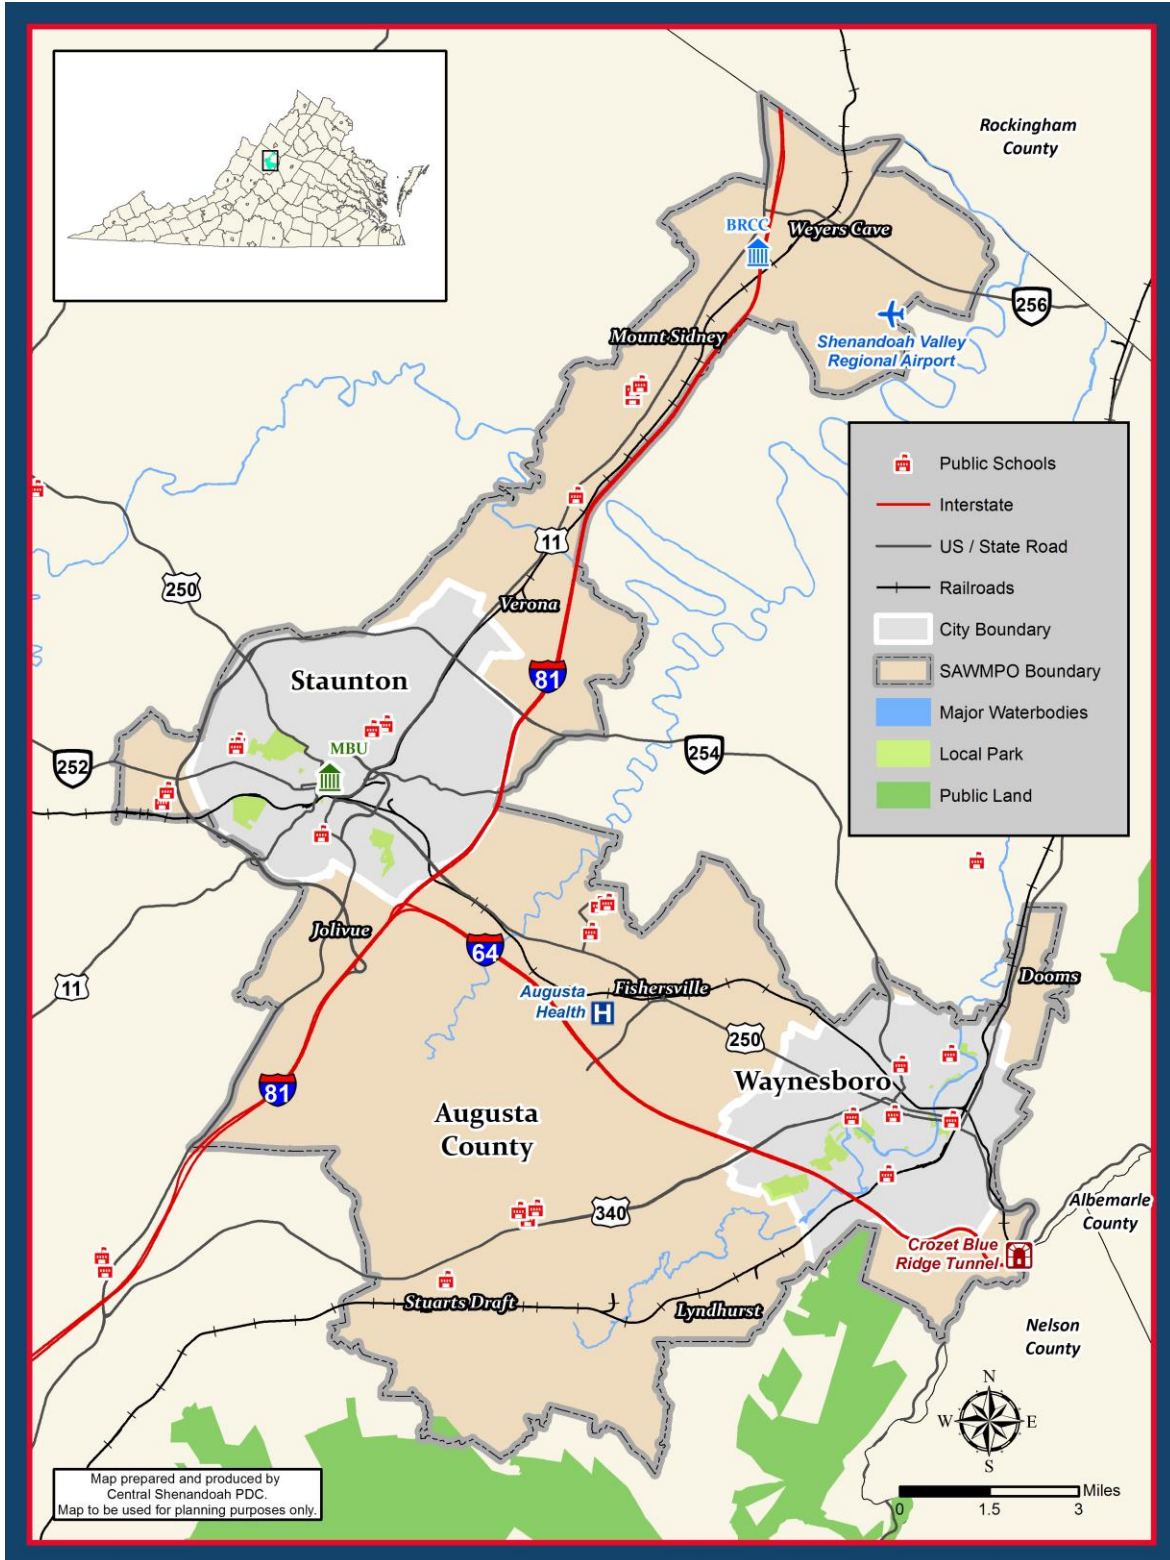 Rockingham
County
BRCC
Weyers Cave
256
Mount Sidney
Shenandoah Valley
Regional Airport
Public Schools
Interstate
US / State Road
Railroads
City Boundary
SAWMPO Boundary
Major Waterbodies
Local Park
Public Land
11
250
Verona
Staunton
81
MBU
252
254
Jolivue
64
11
Dooms
Fishersville
Augusta
Health
H
250
Waynesboro
81
Augusta
County
340
Albemarle
County
Crozet Blue
Ridge Tunnel
Stuarts Draft
Lyndhurst
Nelson
County
N
W
E
S
Map prepared and produced by
Central Shenandoah PDC.
Map to be used for planning purposes only.
Miles
0 1.5 3